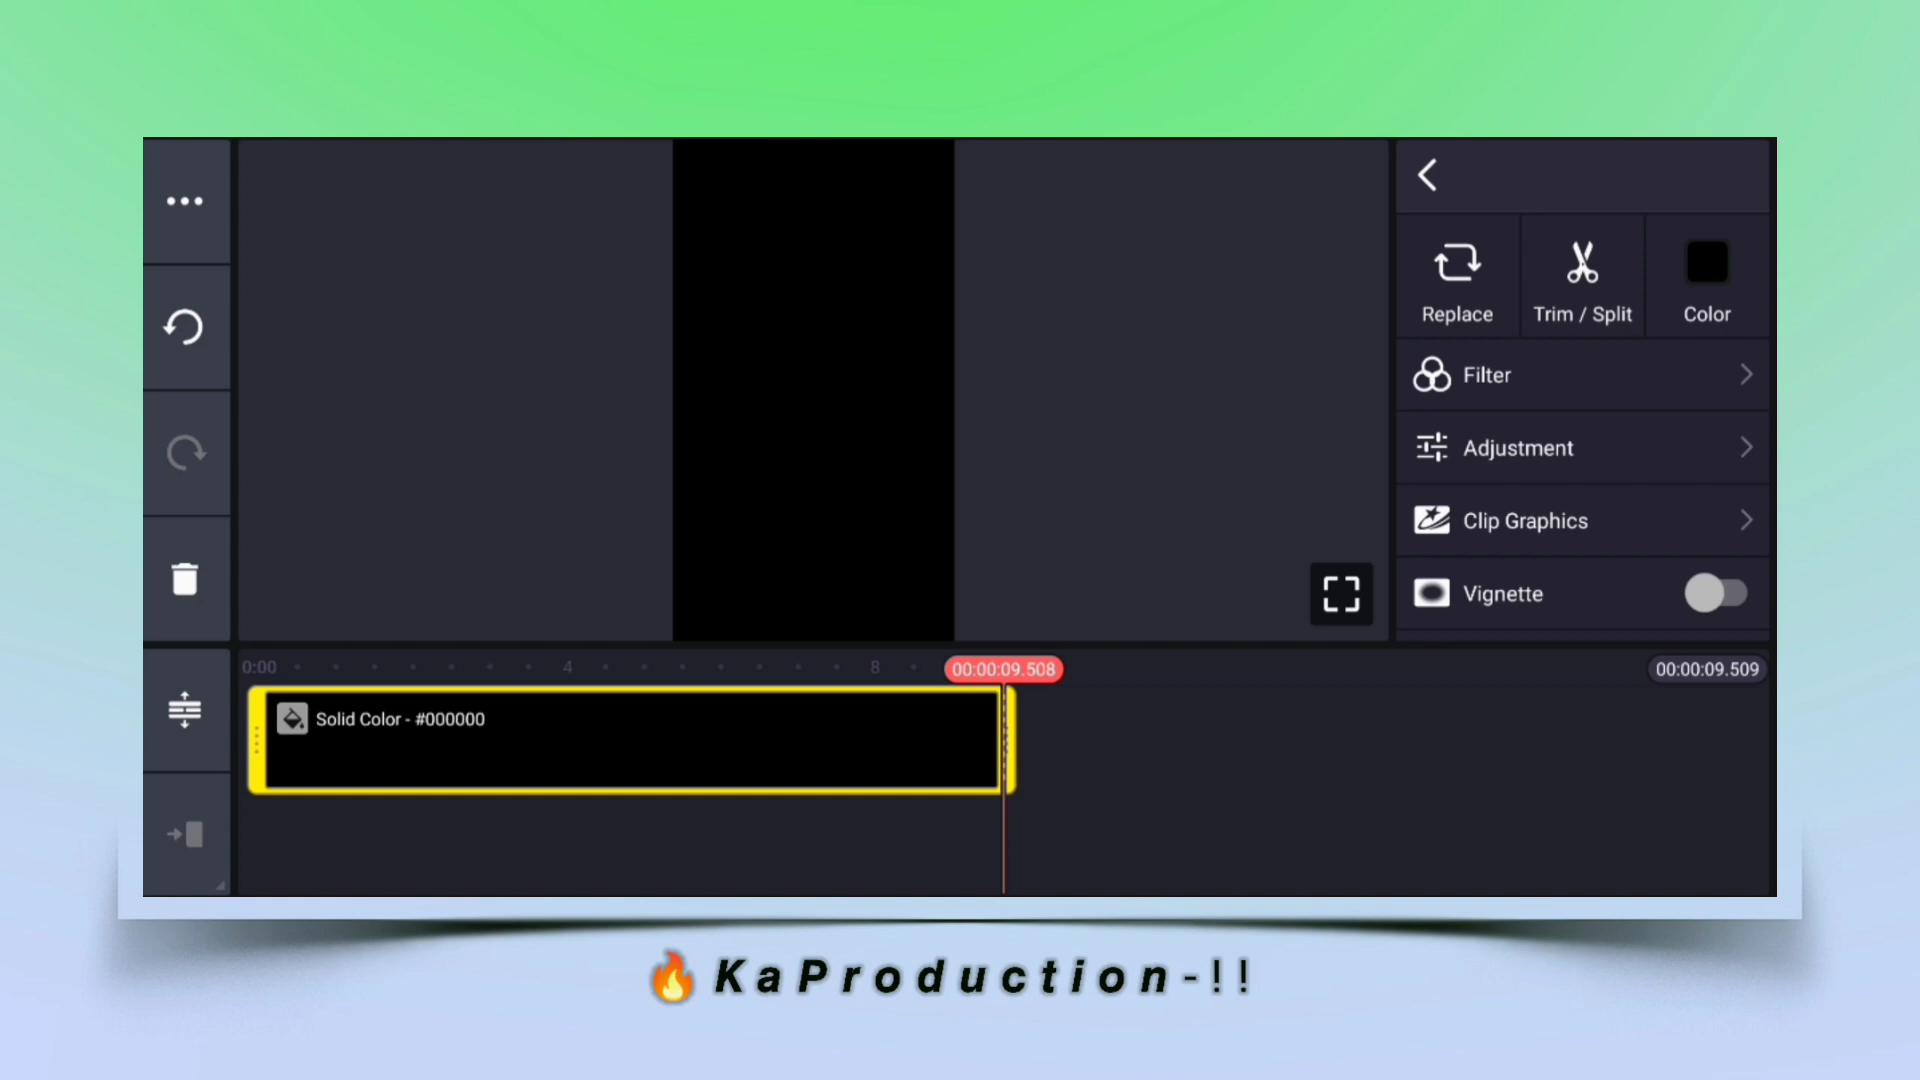 Replace
Trim / Split
Color
Filter
Adjustment
Clip Graphics
Vignette
0:00
4
8
00:00:09.508
00:00:09.509
Solid Color - #000000
🔥 KaProduction-!!